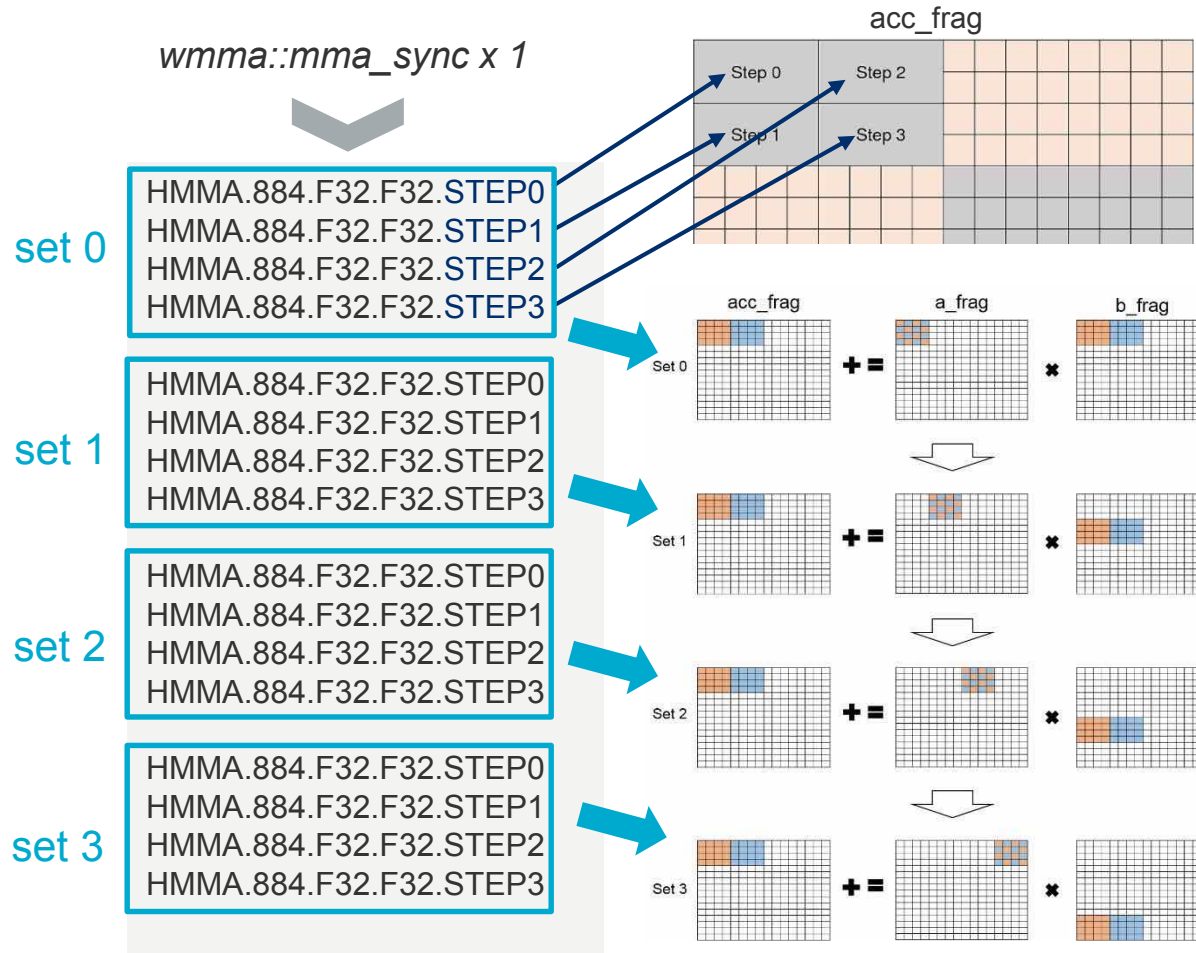 wmma::mma_sync x 1
set 0
HMMA.884.F32.F32.STEP0
HMMA.884.F32.F32.STEP1
HMMA.884.F32.F32.STEP2
HMMA.884.F32.F32.STEP3
set 1
HMMA.884.F32.F32.STEP0
HMMA.884.F32.F32.STEP1
HMMA.884.F32.F32.STEP2
HMMA.884.F32.F32.STEP3
set 2
HMMA.884.F32.F32.STEP0
HMMA.884.F32.F32.STEP1
HMMA.884.F32.F32.STEP2
HMMA.884.F32.F32.STEP3
set 3
HMMA.884.F32.F32.STEP0
HMMA.884.F32.F32.STEP1
HMMA.884.F32.F32.STEP2
HMMA.884.F32.F32.STEP3
acc_frag
Step 0 Step 2
Step 1 Step 3
acc_frag a_frag b_frag
Set 0 += ×
Set 1 += ×
Set 2 += ×
Set 3 += ×